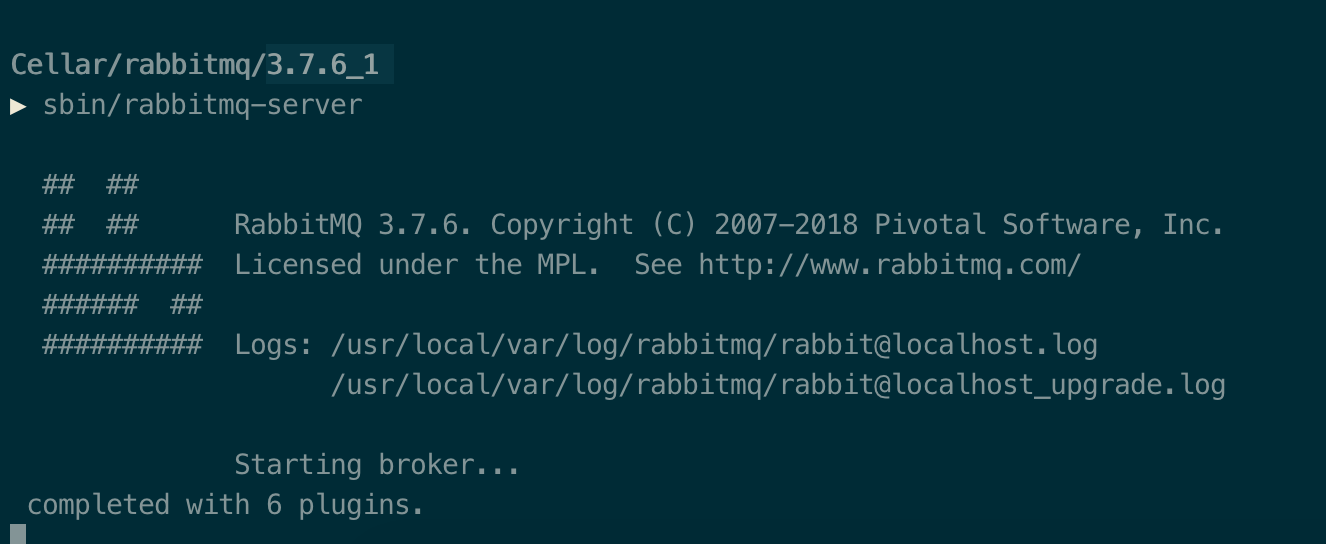 Cellar/rabbitmq/3.7.6_1
▶ sbin/rabbitmq-server
##  ##
##  ##      RabbitMQ 3.7.6. Copyright (C) 2007-2018 Pivotal Software, Inc.
##########  Licensed under the MPL.  See http://www.rabbitmq.com/
######  ##
##########  Logs: /usr/local/var/log/rabbitmq/rabbit@localhost.log
/usr/local/var/log/rabbitmq/rabbit@localhost_upgrade.log
Starting broker...
completed with 6 plugins.